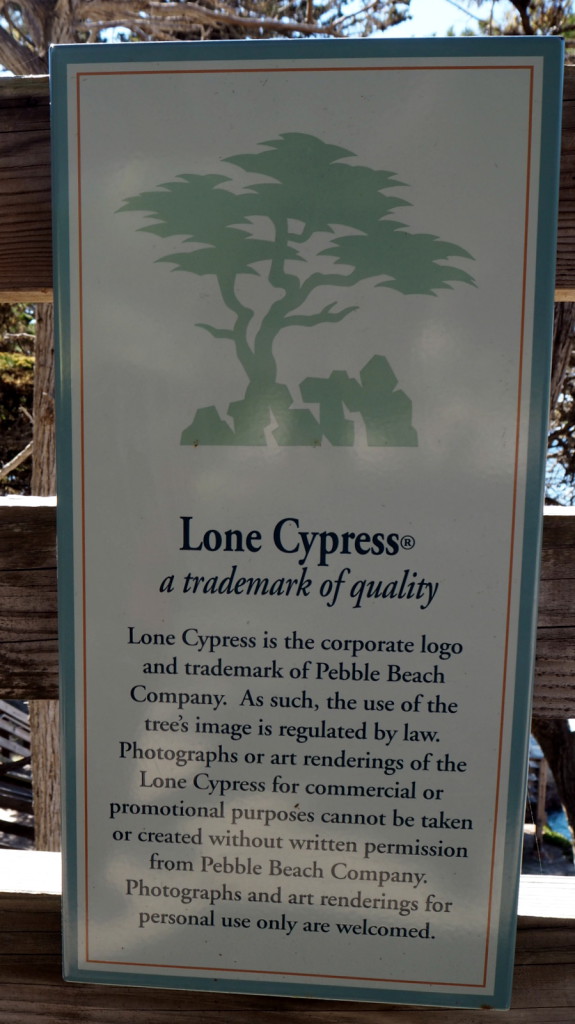 Lone Cypress®
a trademark of quality
Lone Cypress is the corporate logo
and trademark of Pebble Beach
Company. As such, the use of the
tree's image is regulated by law.
Photographs or art renderings of the
Lone Cypress for commercial or
promotional purposes cannot be taken
or created without written permission
from Pebble Beach Company.
Photographs and art renderings for
personal use only are welcomed.